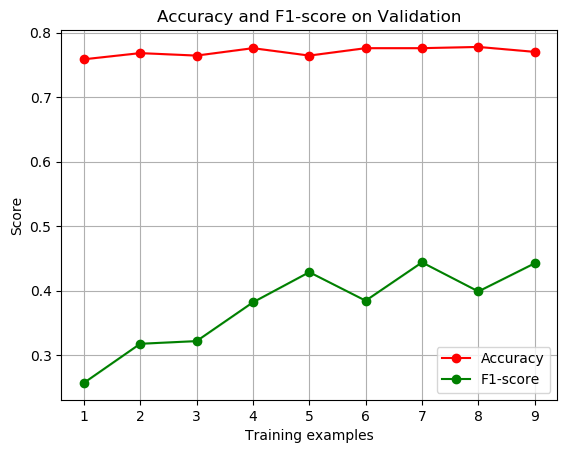 Accuracy and F1-score on Validation
0.8
0.7
0.6
0.5
0.4
0.3
Score
Accuracy
F1-score
1 2 3 4 5 6 7 8 9
Training examples